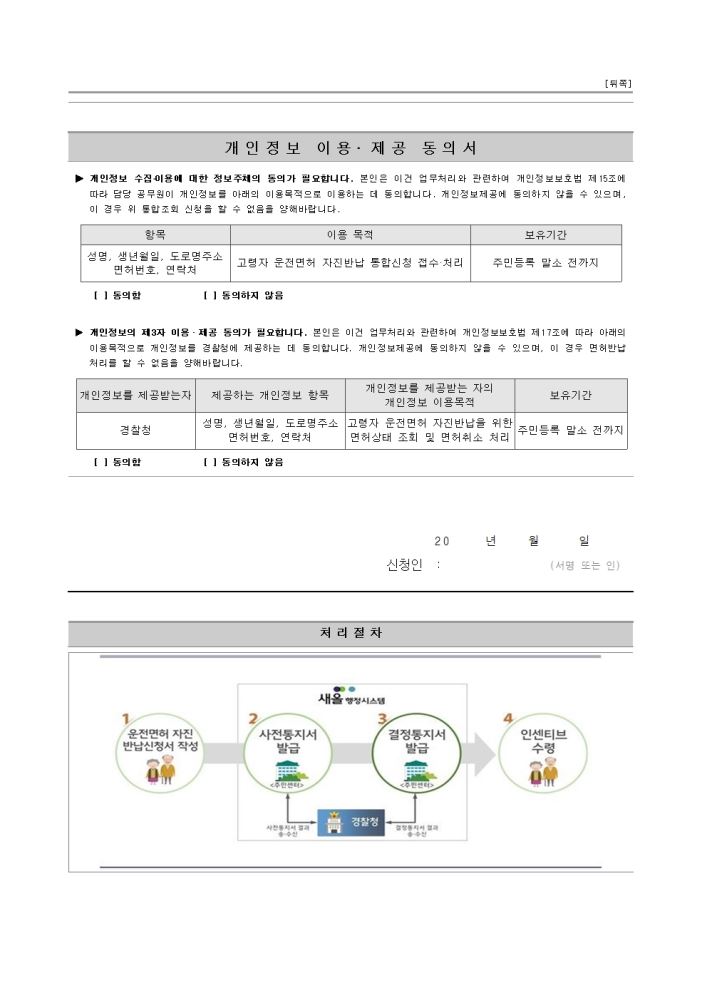 [뒤쪽]
개인정보 이용·제공 동의서
▶ 개인정보 수집·이용에 대한 정보주체의 동의가 필요합니다. 본인은 이건 업무처리와 관련하여 개인정보보호법 제15조에
따라 담당 공무원이 개인정보를 아래의 이용목적으로 이용하는 데 동의합니다. 개인정보제공에 동의하지 않을 수 있으며,
이 경우 위 통합조회 신청을 할 수 없음을 양해바랍니다.
항목 이용 목적 보유기간
성명, 생년월일, 도로명주소
면허번호, 연락처
고령자 운전면허 자진반납 통합신청 접수·처리
주민등록 말소 전까지
[ ] 동의함 [ ] 동의하지 않음
▶ 개인정보의 제3자 이용·제공 동의가 필요합니다. 본인은 이건 업무처리와 관련하여 개인정보보호법 제17조에 따라 아래의
이용목적으로 개인정보를 경찰청에 제공하는 데 동의합니다. 개인정보제공에 동의하지 않을 수 있으며, 이 경우 면허반납
처리를 할 수 없음을 양해바랍니다.
개인정보를 제공받는자 제공하는 개인정보 항목
개인정보를 제공받는 자의
개인정보 이용목적
보유기간
경찰청
성명, 생년월일, 도로명주소
면허번호, 연락처
고령자 운전면허 자진반납을 위한
면허상태 조회 및 면허취소 처리
주민등록 말소 전까지
[ ] 동의함 [ ] 동의하지 않음
20 년 월 일
신청인 : (서명 또는 인)
처리절차
새올 행정시스템
1
운전면허 자진
반납신청서 작성
2
사전통지서
발급
<주민센터>
3
결정통지서
발급
<주민센터>
4
인센티브
수령
경찰청
사전통지서 결과
송·수신
결정통지서 결과
송·수신